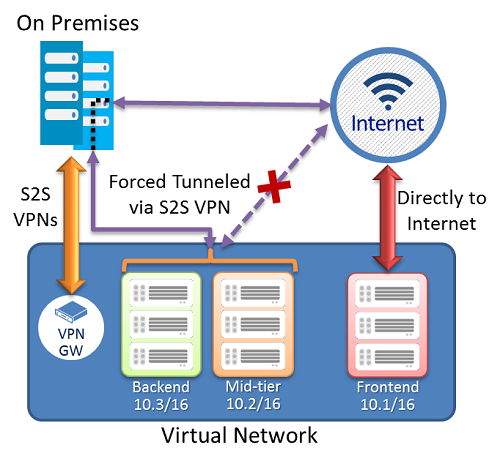 On Premises
Internet
S2S
VPNs
Forced Tunneled
via S2S VPN
Directly to
Internet
VPN
GW
Backend
10.3/16
Mid-tier
10.2/16
Frontend
10.1/16
Virtual Network